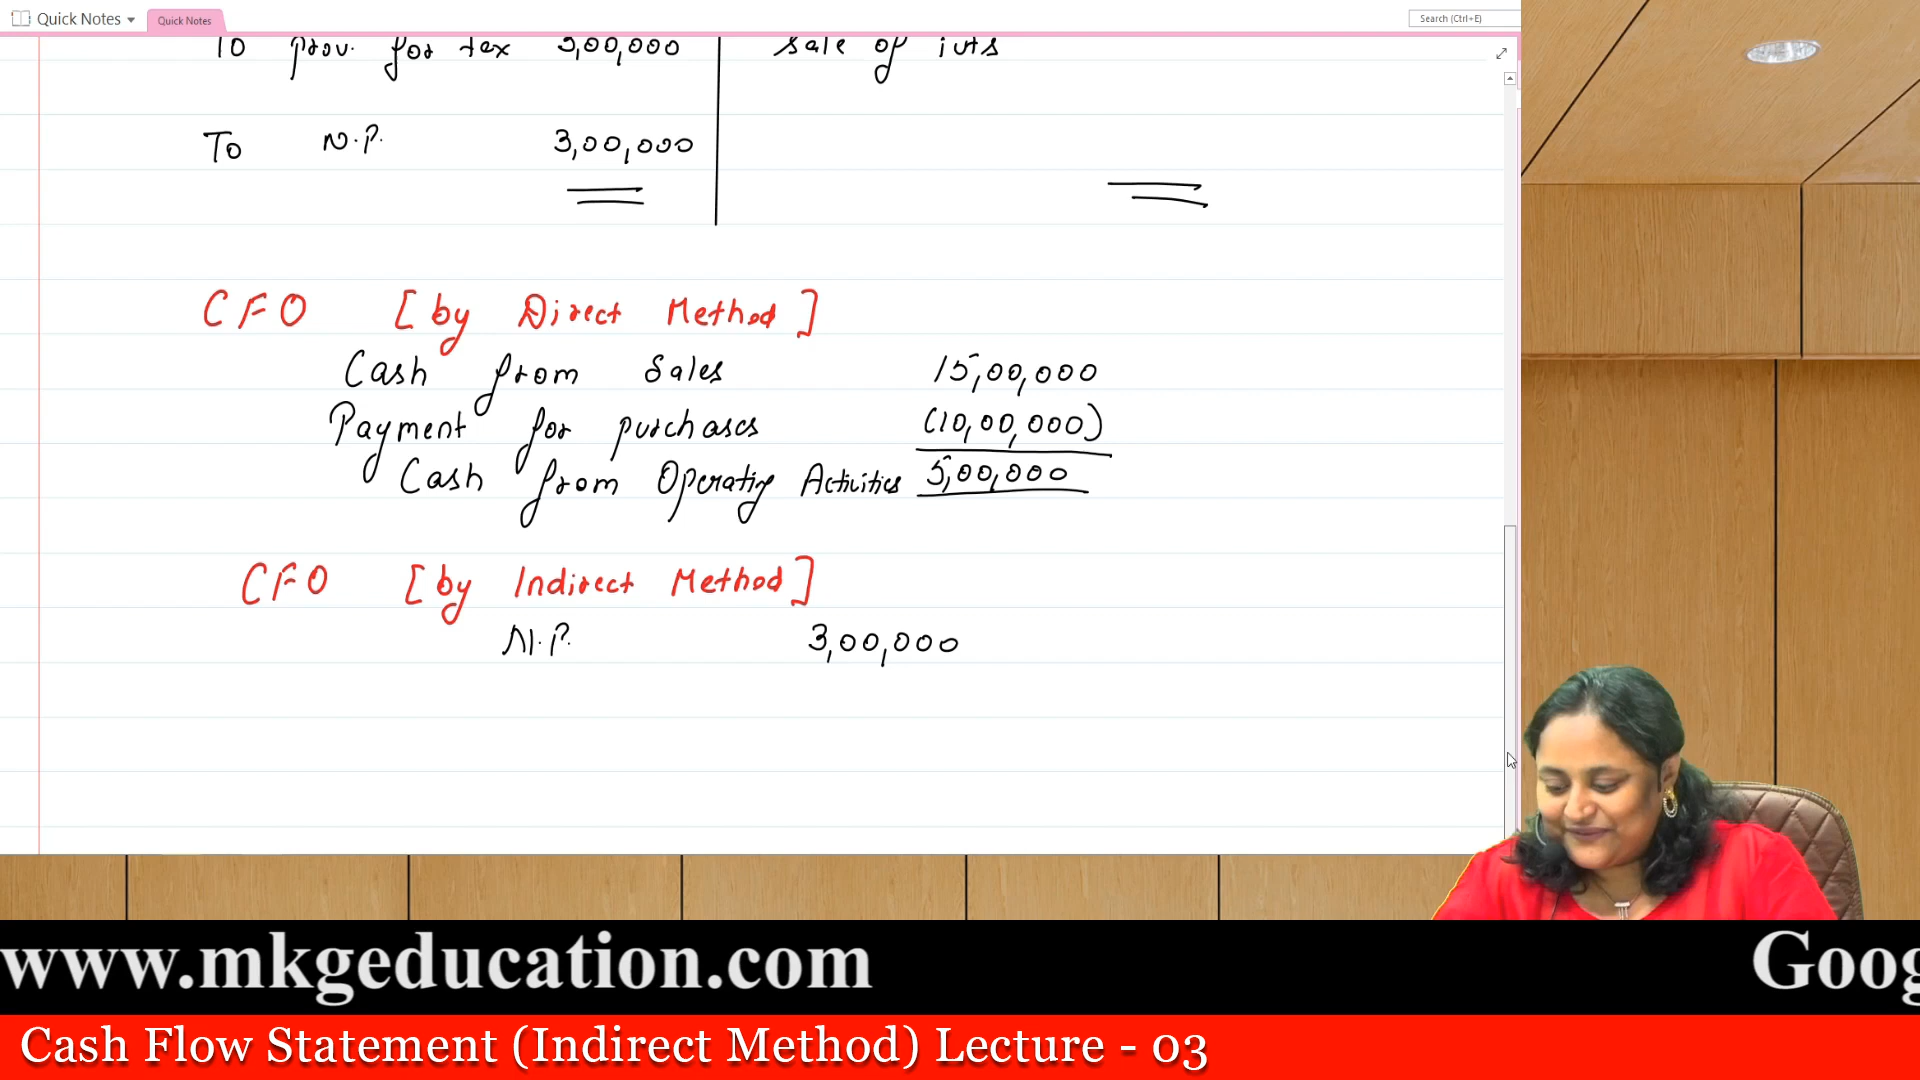 Quick Notes
Quick Notes
Search (Ctrl+E)
To prov. for tax 5,00,000 sale of ivts
To N.P. 3,00,000
CFO [by Direct Method]
Cash from Sales 15,00,000
Payment for purchases (10,00,000)
Cash from Operating Activities 5,00,000
CFO [by Indirect Method]
N.P. 3,00,000
www.mkgeducation.com Goog
Cash Flow Statement (Indirect Method) Lecture - 03